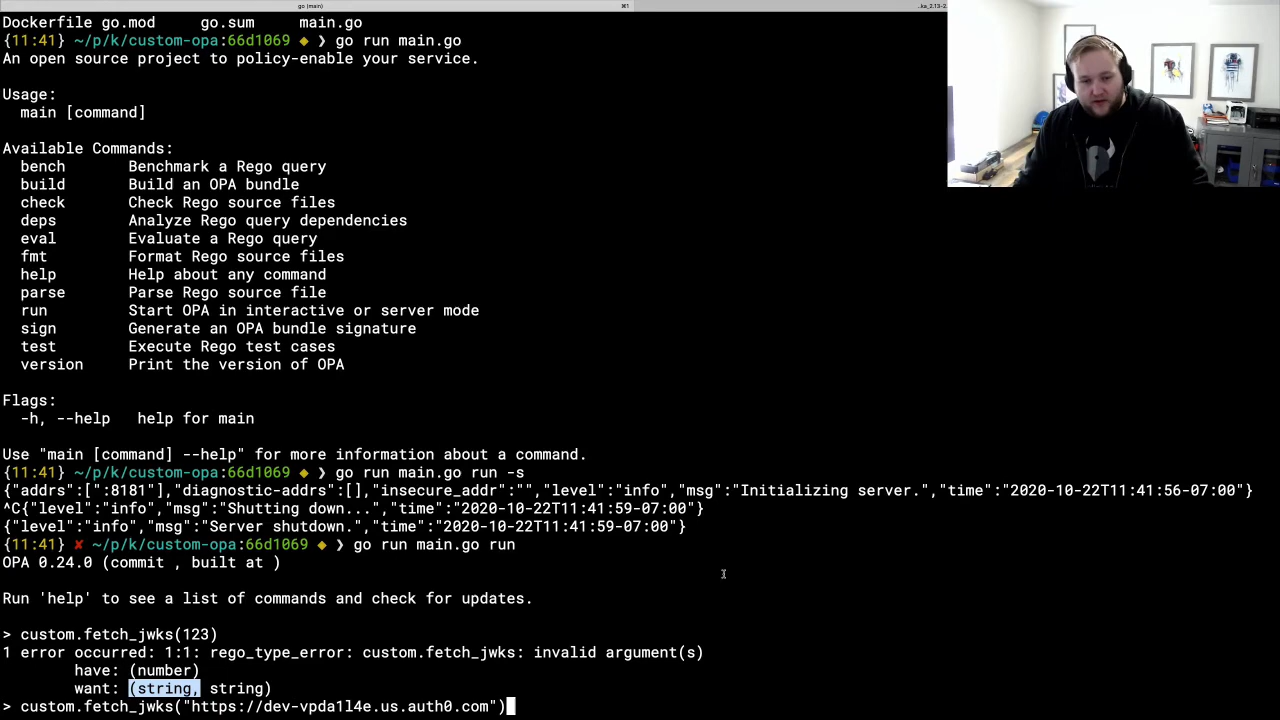 go (main)
⌘1
..ka_2.13-2.
Dockerfile go.mod go.sum main.go
{11:41} ~/p/k/custom-opa:66d1069 ◆ ❯ go run main.go
An open source project to policy-enable your service.
Usage:
main [command]
Available Commands:
bench Benchmark a Rego query
build Build an OPA bundle
check Check Rego source files
deps Analyze Rego query dependencies
eval Evaluate a Rego query
fmt Format Rego source files
help Help about any command
parse Parse Rego source file
run Start OPA in interactive or server mode
sign Generate an OPA bundle signature
test Execute Rego test cases
version Print the version of OPA
Flags:
-h, --help help for main
Use "main [command] --help" for more information about a command.
{11:41} ~/p/k/custom-opa:66d1069 ◆ ❯ go run main.go run -s
{"addrs":[":8181"],"diagnostic-addrs":[],"insecure_addr":"","level":"info","msg":"Initializing server.","time":"2020-10-22T11:41:56-07:00"}
^C{"level":"info","msg":"Shutting down...","time":"2020-10-22T11:41:59-07:00"}
{"level":"info","msg":"Server shutdown.","time":"2020-10-22T11:41:59-07:00"}
{11:41} ✘ ~/p/k/custom-opa:66d1069 ◆ ❯ go run main.go run
OPA 0.24.0 (commit , built at )
Run 'help' to see a list of commands and check for updates.
> custom.fetch_jwks(123)
1 error occurred: 1:1: rego_type_error: custom.fetch_jwks: invalid argument(s)
have: (number)
want: (string, string)
> custom.fetch_jwks("https://dev-vpda1l4e.us.auth0.com")